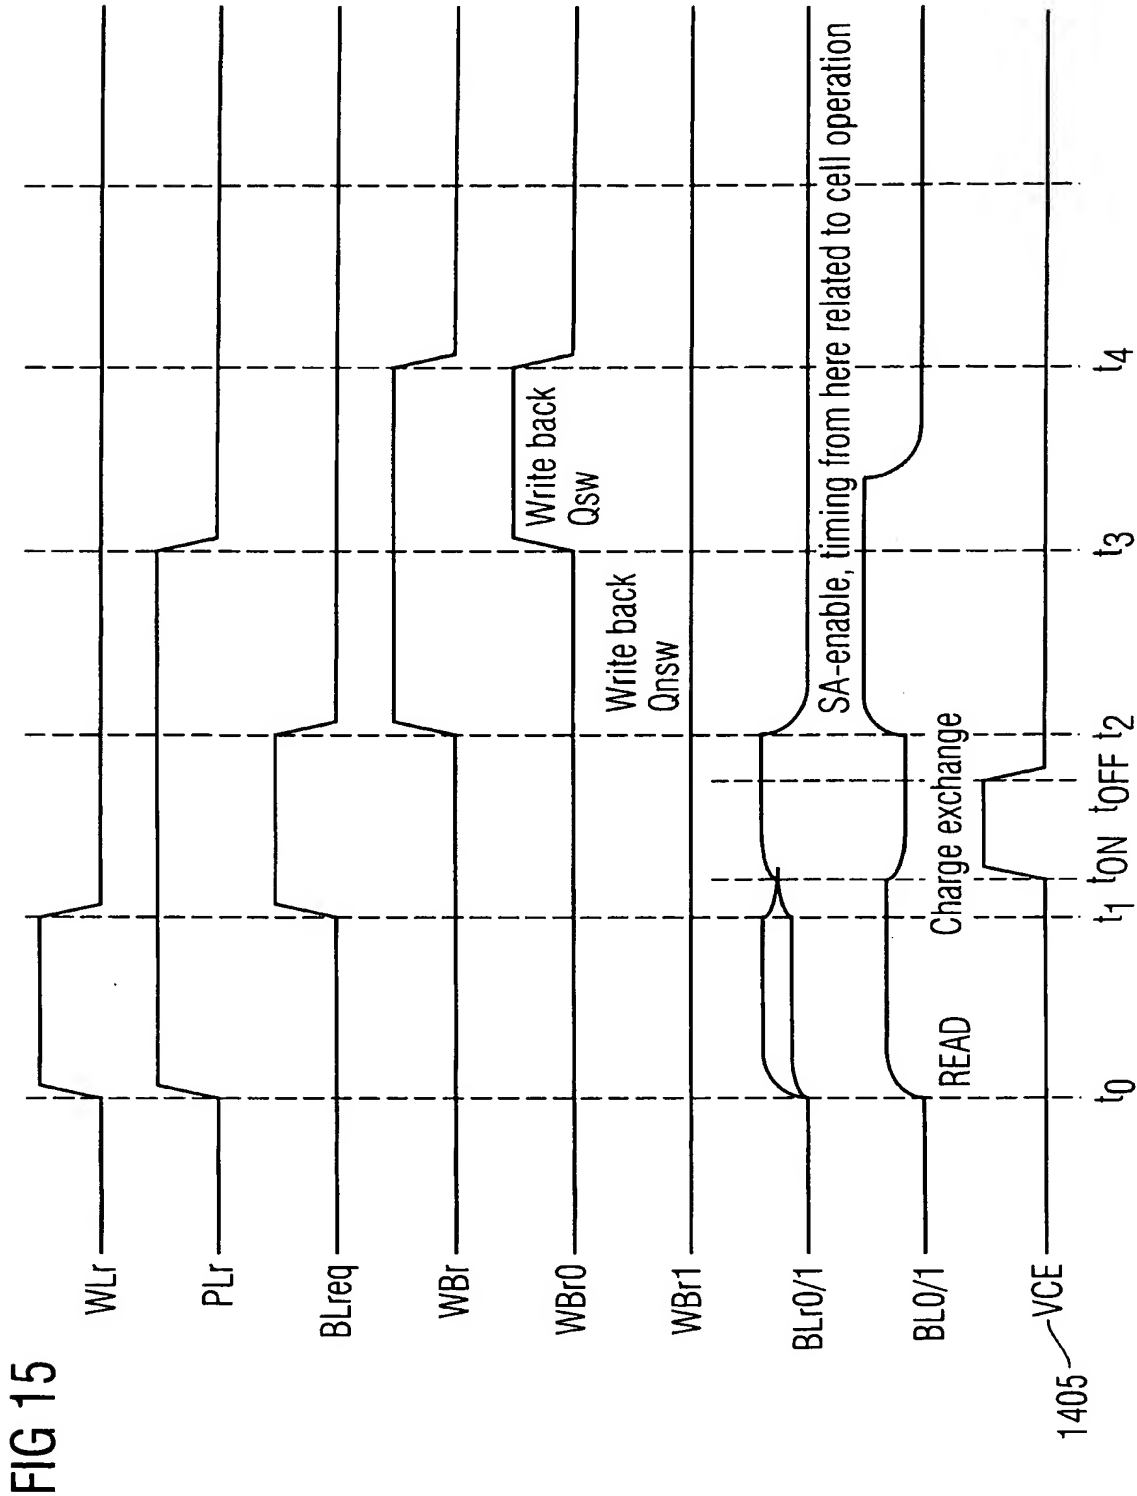 FIG 15
WLr
PLr
BLreq
WBr
WBr0
Write back
Qsw
WBr1
Write back
Qnsw
BLr0/1
SA-enable, timing from here related to cell operation
BL0/1
READ
Charge exchange
1405
VCE
t0 t1 tON tOFF t2 t3 t4